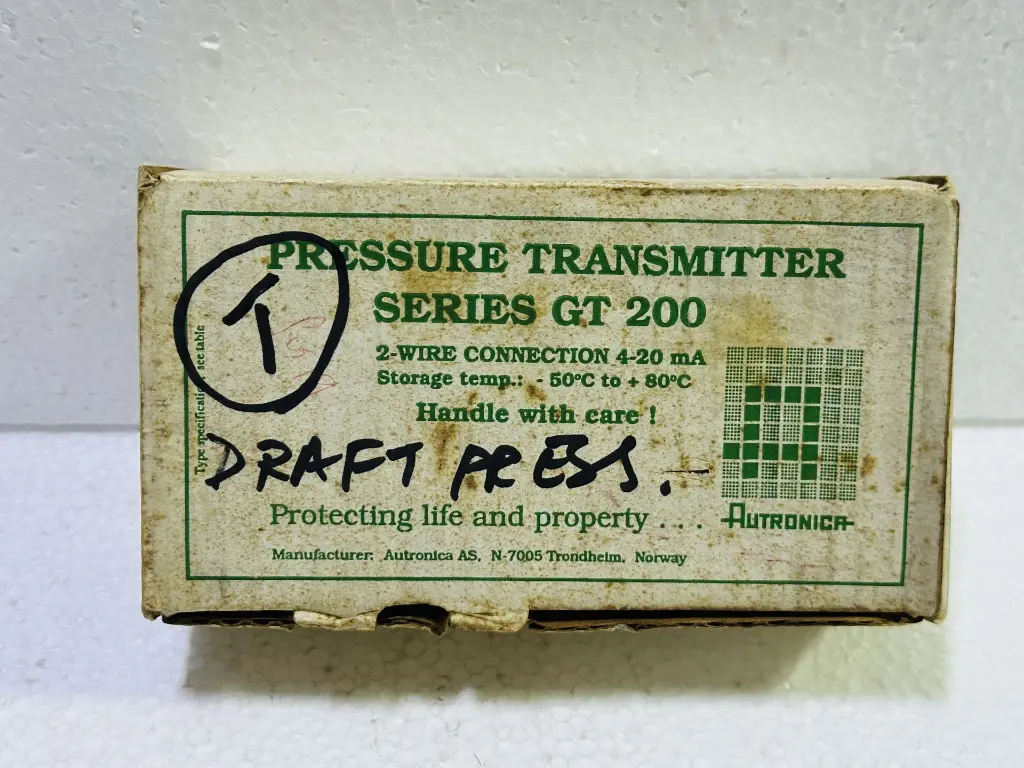 PRESSURE TRANSMITTER
SERIES GT 200
1
2-WIRE CONNECTION 4-20 mA
Storage temp.: - 50°C to + 80°C
Handle with care !
Type specification see table
DRAFT PRESS.-
Protecting life and property . . .
AUTRONICA
Manufacturer: Autronica AS, N-7005 Trondheim, Norway